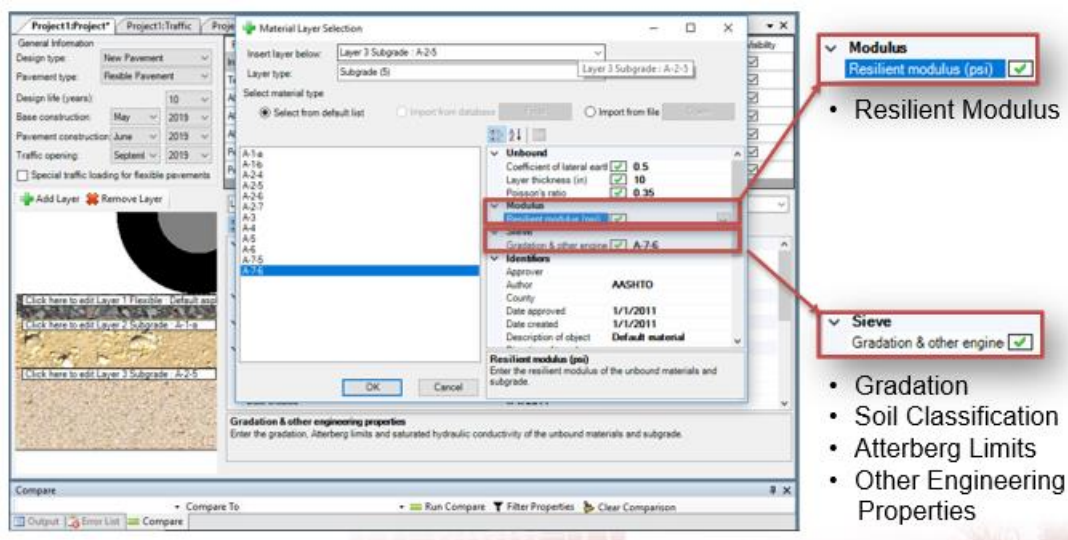 Project1:Project*
Project1:Traffic
General Information
Design type:
New Pavement
Pavement type:
Flexible Pavement
Design life (years):
10
Base construction:
May
2019
Pavement construction:
June
2019
Traffic opening:
Septemt
2019
Special traffic loading for flexible pavements
Add Layer
Remove Layer
Click here to edit Layer 1 Flexible : Default asp
Click here to edit Layer 2 Subgrade : A-1-a
Click here to edit Layer 3 Subgrade : A-2-5
Material Layer Selection
Insert layer below:
Layer 3 Subgrade : A-2-5
Layer type:
Subgrade (5)
Layer 3 Subgrade : A-2-5
Select material type
Select from default list
Import from database
Import from file
A-1-a
A-1-b
A-2-4
A-2-5
A-2-6
A-2-7
A-3
A-4
A-5
A-6
A-7-5
A-7-6
Unbound
Coefficient of lateral eart
0.5
Layer thickness (in)
10
Poisson's ratio
0.35
Modulus
Resilient modulus (psi)
Sieve
Gradation & other engine
A-7-6
Identifiers
Approver
Author
AASHTO
County
Date approved
1/1/2011
Date created
1/1/2011
Description of object
Default material
Resilient modulus (psi)
Enter the resilient modulus of the unbound materials and
subgrade.
OK
Cancel
Gradation & other engineering properties
Enter the gradation, Atterberg limits and saturated hydraulic conductivity of the unbound materials and subgrade.
Compare
Compare To
Run Compare
Filter Properties
Clear Comparison
Output
Error List
Compare
Modulus
Resilient modulus (psi)
• Resilient Modulus
Sieve
Gradation & other engine
• Gradation
• Soil Classification
• Atterberg Limits
• Other Engineering
Properties